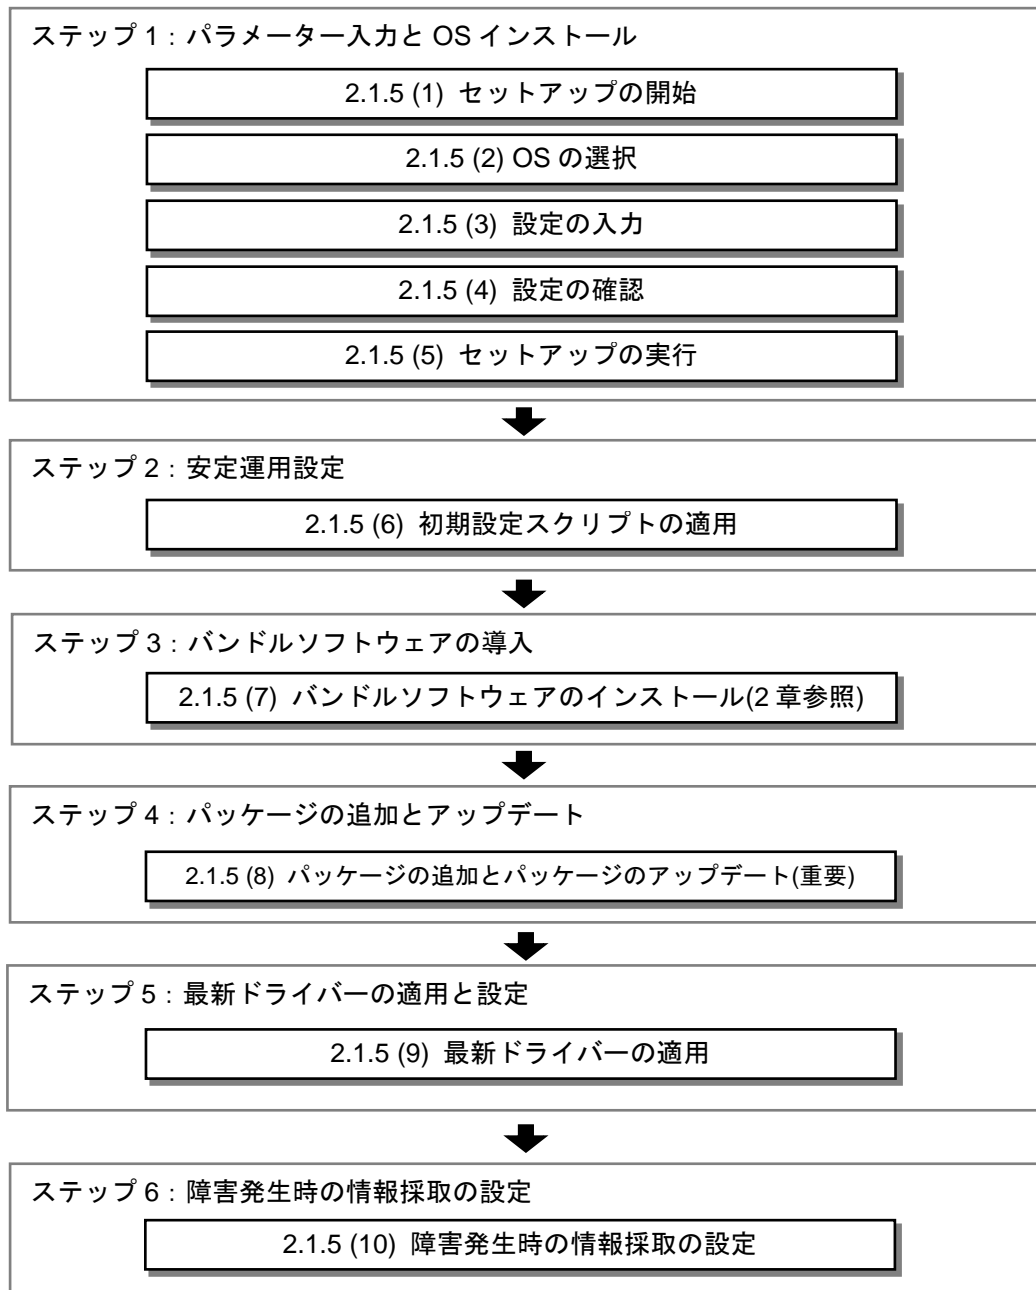 ステップ 1：パラメーター入力と OS インストール
2.1.5 (1) セットアップの開始
2.1.5 (2) OS の選択
2.1.5 (3) 設定の入力
2.1.5 (4) 設定の確認
2.1.5 (5) セットアップの実行
ステップ 2：安定運用設定
2.1.5 (6) 初期設定スクリプトの適用
ステップ 3：バンドルソフトウェアの導入
2.1.5 (7) バンドルソフトウェアのインストール(2 章参照)
ステップ 4：パッケージの追加とアップデート
2.1.5 (8) パッケージの追加とパッケージのアップデート(重要)
ステップ 5：最新ドライバーの適用と設定
2.1.5 (9) 最新ドライバーの適用
ステップ 6：障害発生時の情報採取の設定
2.1.5 (10) 障害発生時の情報採取の設定